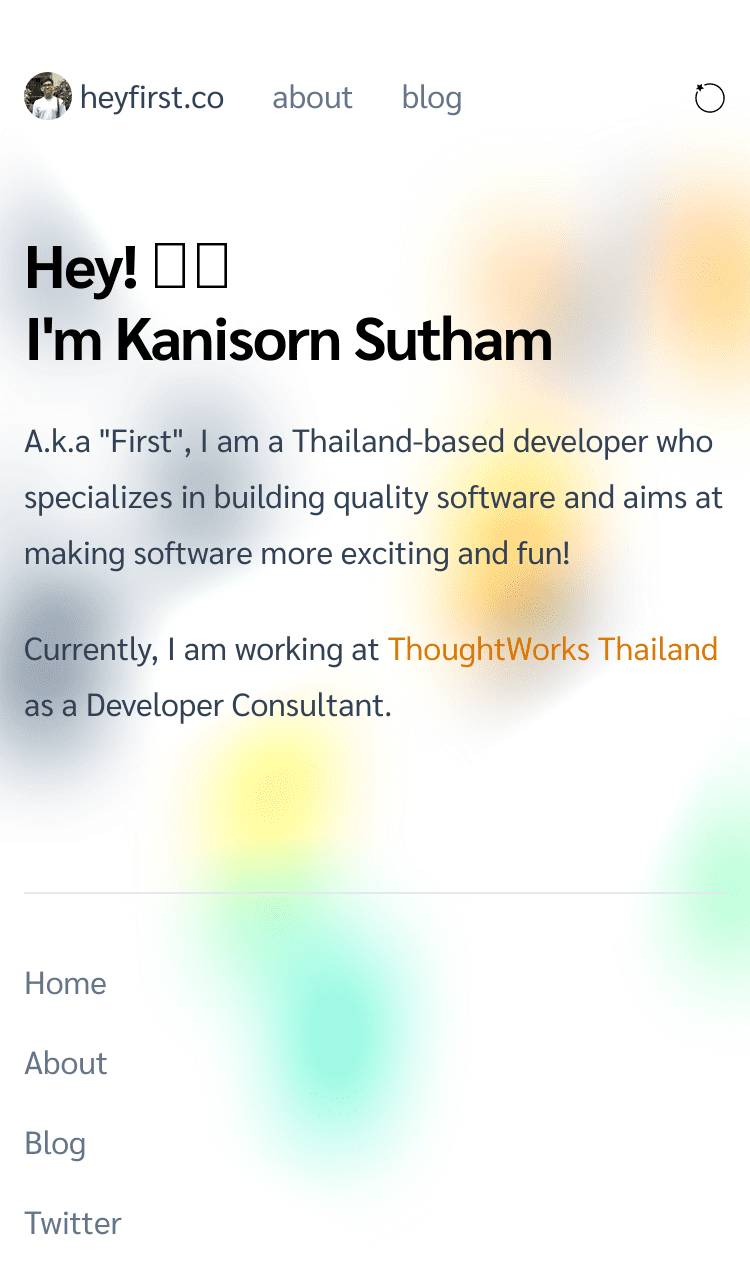 heyfirst.co about blog
Hey!
I'm Kanisorn Sutham
A.k.a "First", I am a Thailand-based developer who
specializes in building quality software and aims at
making software more exciting and fun!
Currently, I am working at ThoughtWorks Thailand
as a Developer Consultant.
Home
About
Blog
Twitter